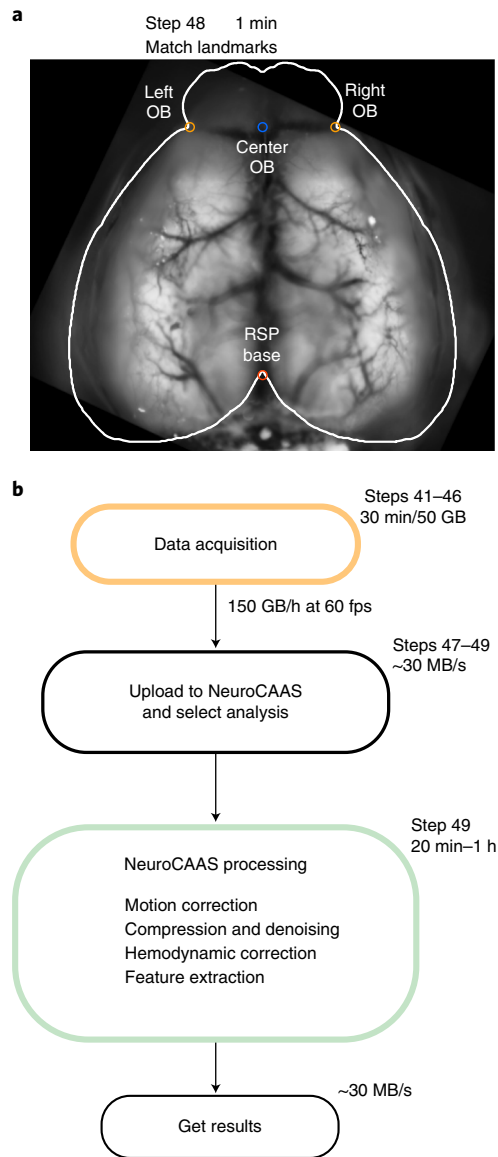 a
Step 48 1 min
Match landmarks
Left
OB
Right
OB
Center
OB
RSP
base
b
Steps 41–46
30 min/50 GB
Data acquisition
150 GB/h at 60 fps
Steps 47–49
~30 MB/s
Upload to NeuroCAAS
and select analysis
Step 49
20 min–1 h
NeuroCAAS processing
Motion correction
Compression and denoising
Hemodynamic correction
Feature extraction
~30 MB/s
Get results